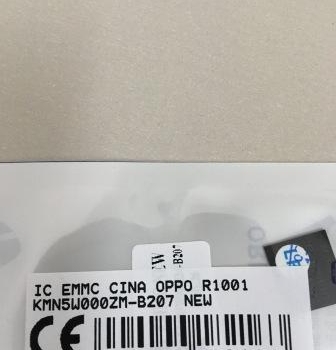 IC EMMC CINA OPPO R1001
KMN5W000ZM-B207 NEW
CE